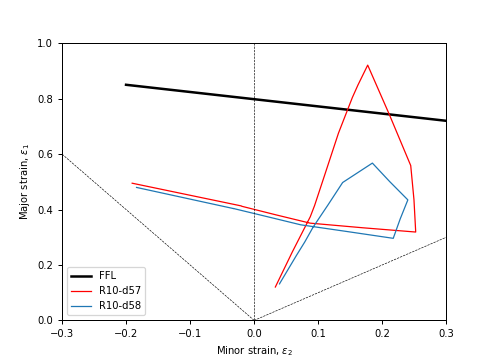 1.0
0.8
0.6
0.4
0.2
0.0
Major strain, ε₁
FFL
R10-d57
R10-d58
−0.3 −0.2 −0.1 0.0 0.1 0.2 0.3
Minor strain, ε₂